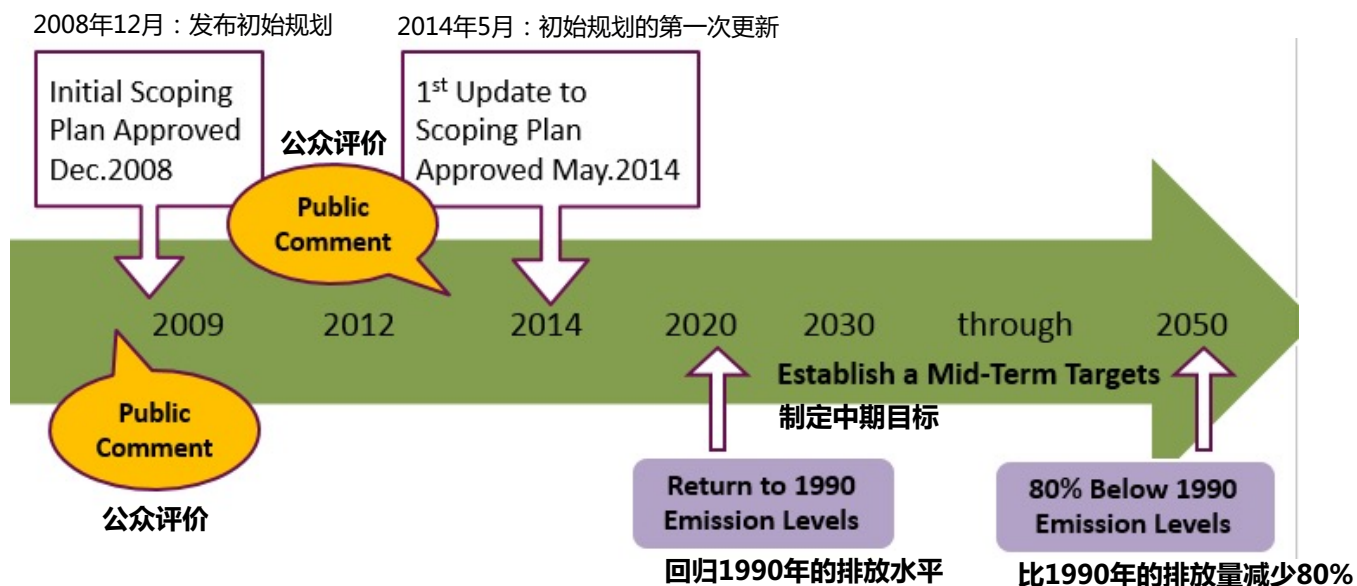 2008年12月：发布初始规划
2014年5月：初始规划的第一次更新
Initial Scoping
Plan Approved
Dec.2008
公众评价
Public
Comment
1st Update to
Scoping Plan
Approved May.2014
2009 2012 2014 2020 2030 through 2050
Establish a Mid-Term Targets
制定中期目标
Public
Comment
公众评价
Return to 1990
Emission Levels
回归1990年的排放水平
80% Below 1990
Emission Levels
比1990年的排放量减少80%